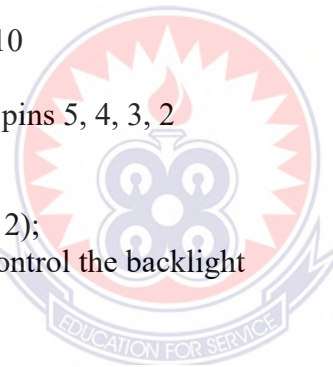 10
pins 5, 4, 3, 2
2);
ontrol the backlight
EDUCATION FOR SERVICE